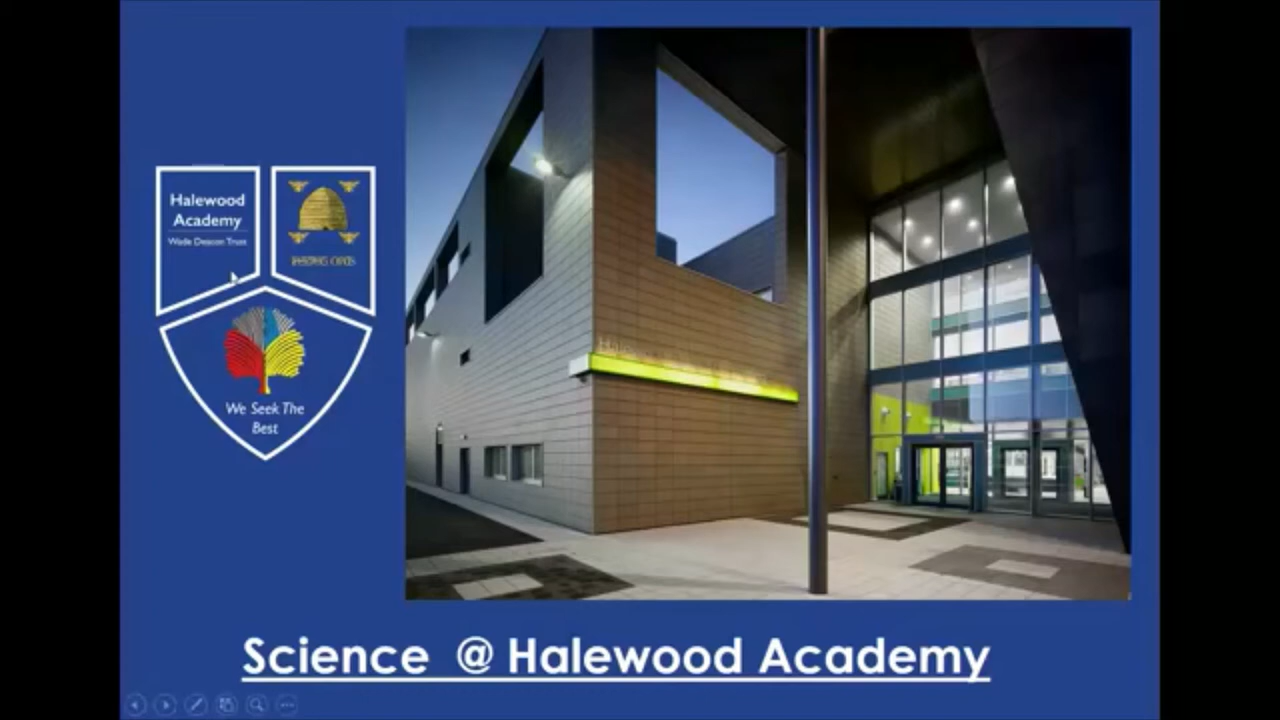 Halewood
Academy
Wade Deacon Trust
We Seek The
Best
Science @ Halewood Academy